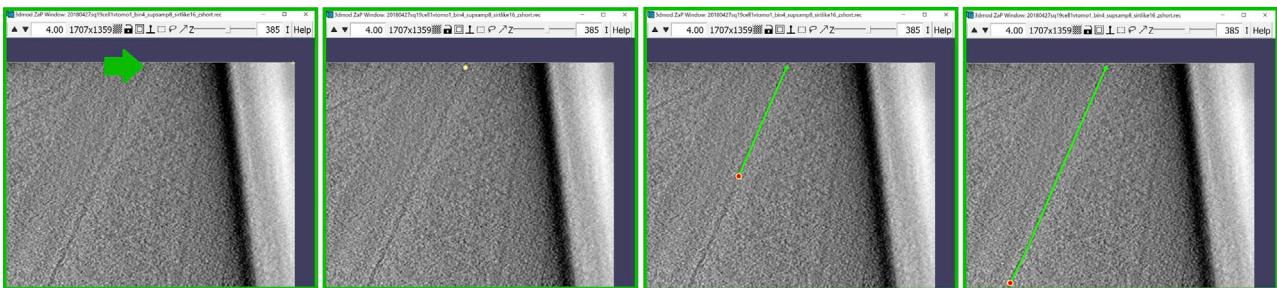 3dmod ZaP Window: 20180427sq19cell1vtomo1_bin4_supsamp8_sirtlike16_zshort.rec
4.00 1707x1359 Z 385 I Help
3dmod ZaP Window: 20180427sq19cell1vtomo1_bin4_supsamp8_sirtlike16_zshort.rec
4.00 1707x1359 Z 385 I Help
3dmod ZaP Window: 20180427sq19cell1vtomo1_bin4_supsamp8_sirtlike16_zshort.rec
4.00 1707x1359 Z 385 I Help
3dmod ZaP Window: 20180427sq19cell1vtomo1_bin4_supsamp8_sirtlike16_zshort.rec
4.00 1707x1359 Z 385 I Help